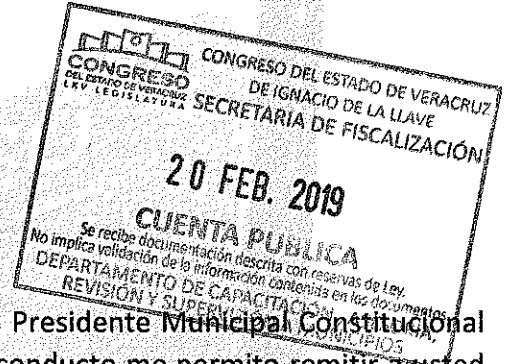 CONGRESO
DEL ESTADO DE VERACRUZ
LXV LEGISLATURA
CONGRESO DEL ESTADO DE VERACRUZ
DE IGNACIO DE LA LLAVE
SECRETARIA DE FISCALIZACIÓN
20 FEB. 2019
CUENTA PUBLICA
Se recibe documentación descrita con reservas de Ley.
No implica validación de la información contenida en los documentos
DEPARTAMENTO DE CAPACITACIÓN,
REVISIÓN Y MUNICIPIOS
Presidente Municipal Constitucional
conducto me permito remitir a usted